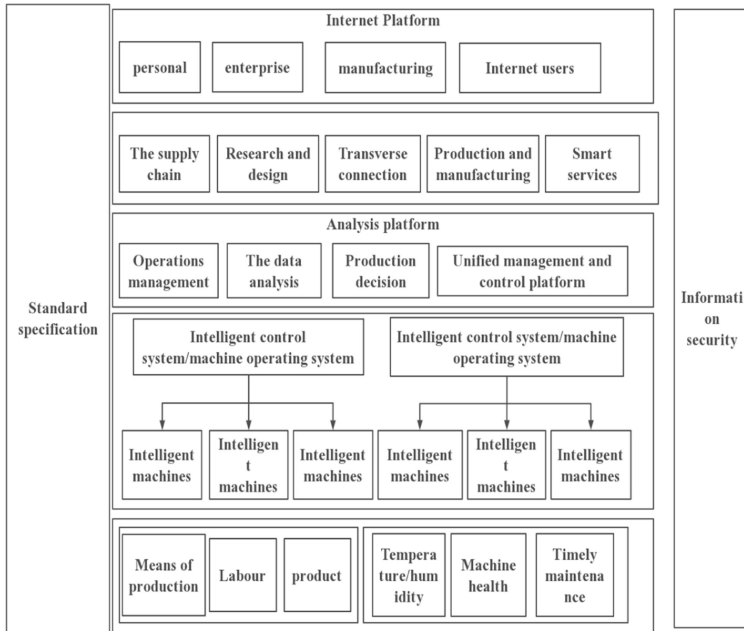 Internet Platform
personal
enterprise
manufacturing
Internet users
The supply
chain
Research and
design
Transverse
connection
Production and
manufacturing
Smart
services
Analysis platform
Operations
management
The data
analysis
Production
decision
Unified management and
control platform
Standard
specification
Informati
on
security
Intelligent control
system/machine operating system
Intelligent control system/machine
operating system
Intelligent
machines
Intelligen
t
machines
Intelligent
machines
Intelligent
machines
Intelligen
t
machines
Intelligent
machines
Means of
production
Labour
product
Tempera
ture/hum
idity
Machine
health
Timely
maintena
nce